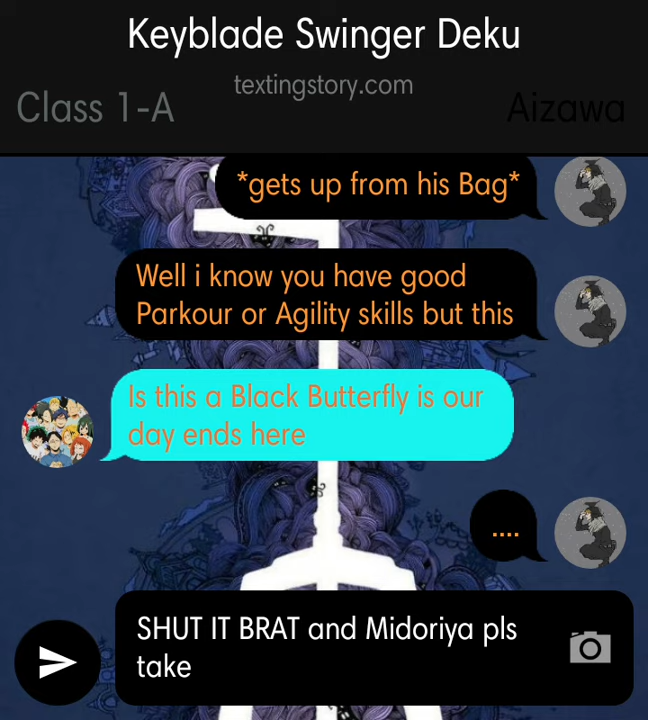 Keyblade Swinger Deku
textingstory.com
Class 1-A
Aizawa
*gets up from his Bag*
Well i know you have good
Parkour or Agility skills but this
Is this a Black Butterfly is our
day ends here
....
SHUT IT BRAT and Midoriya pls
take